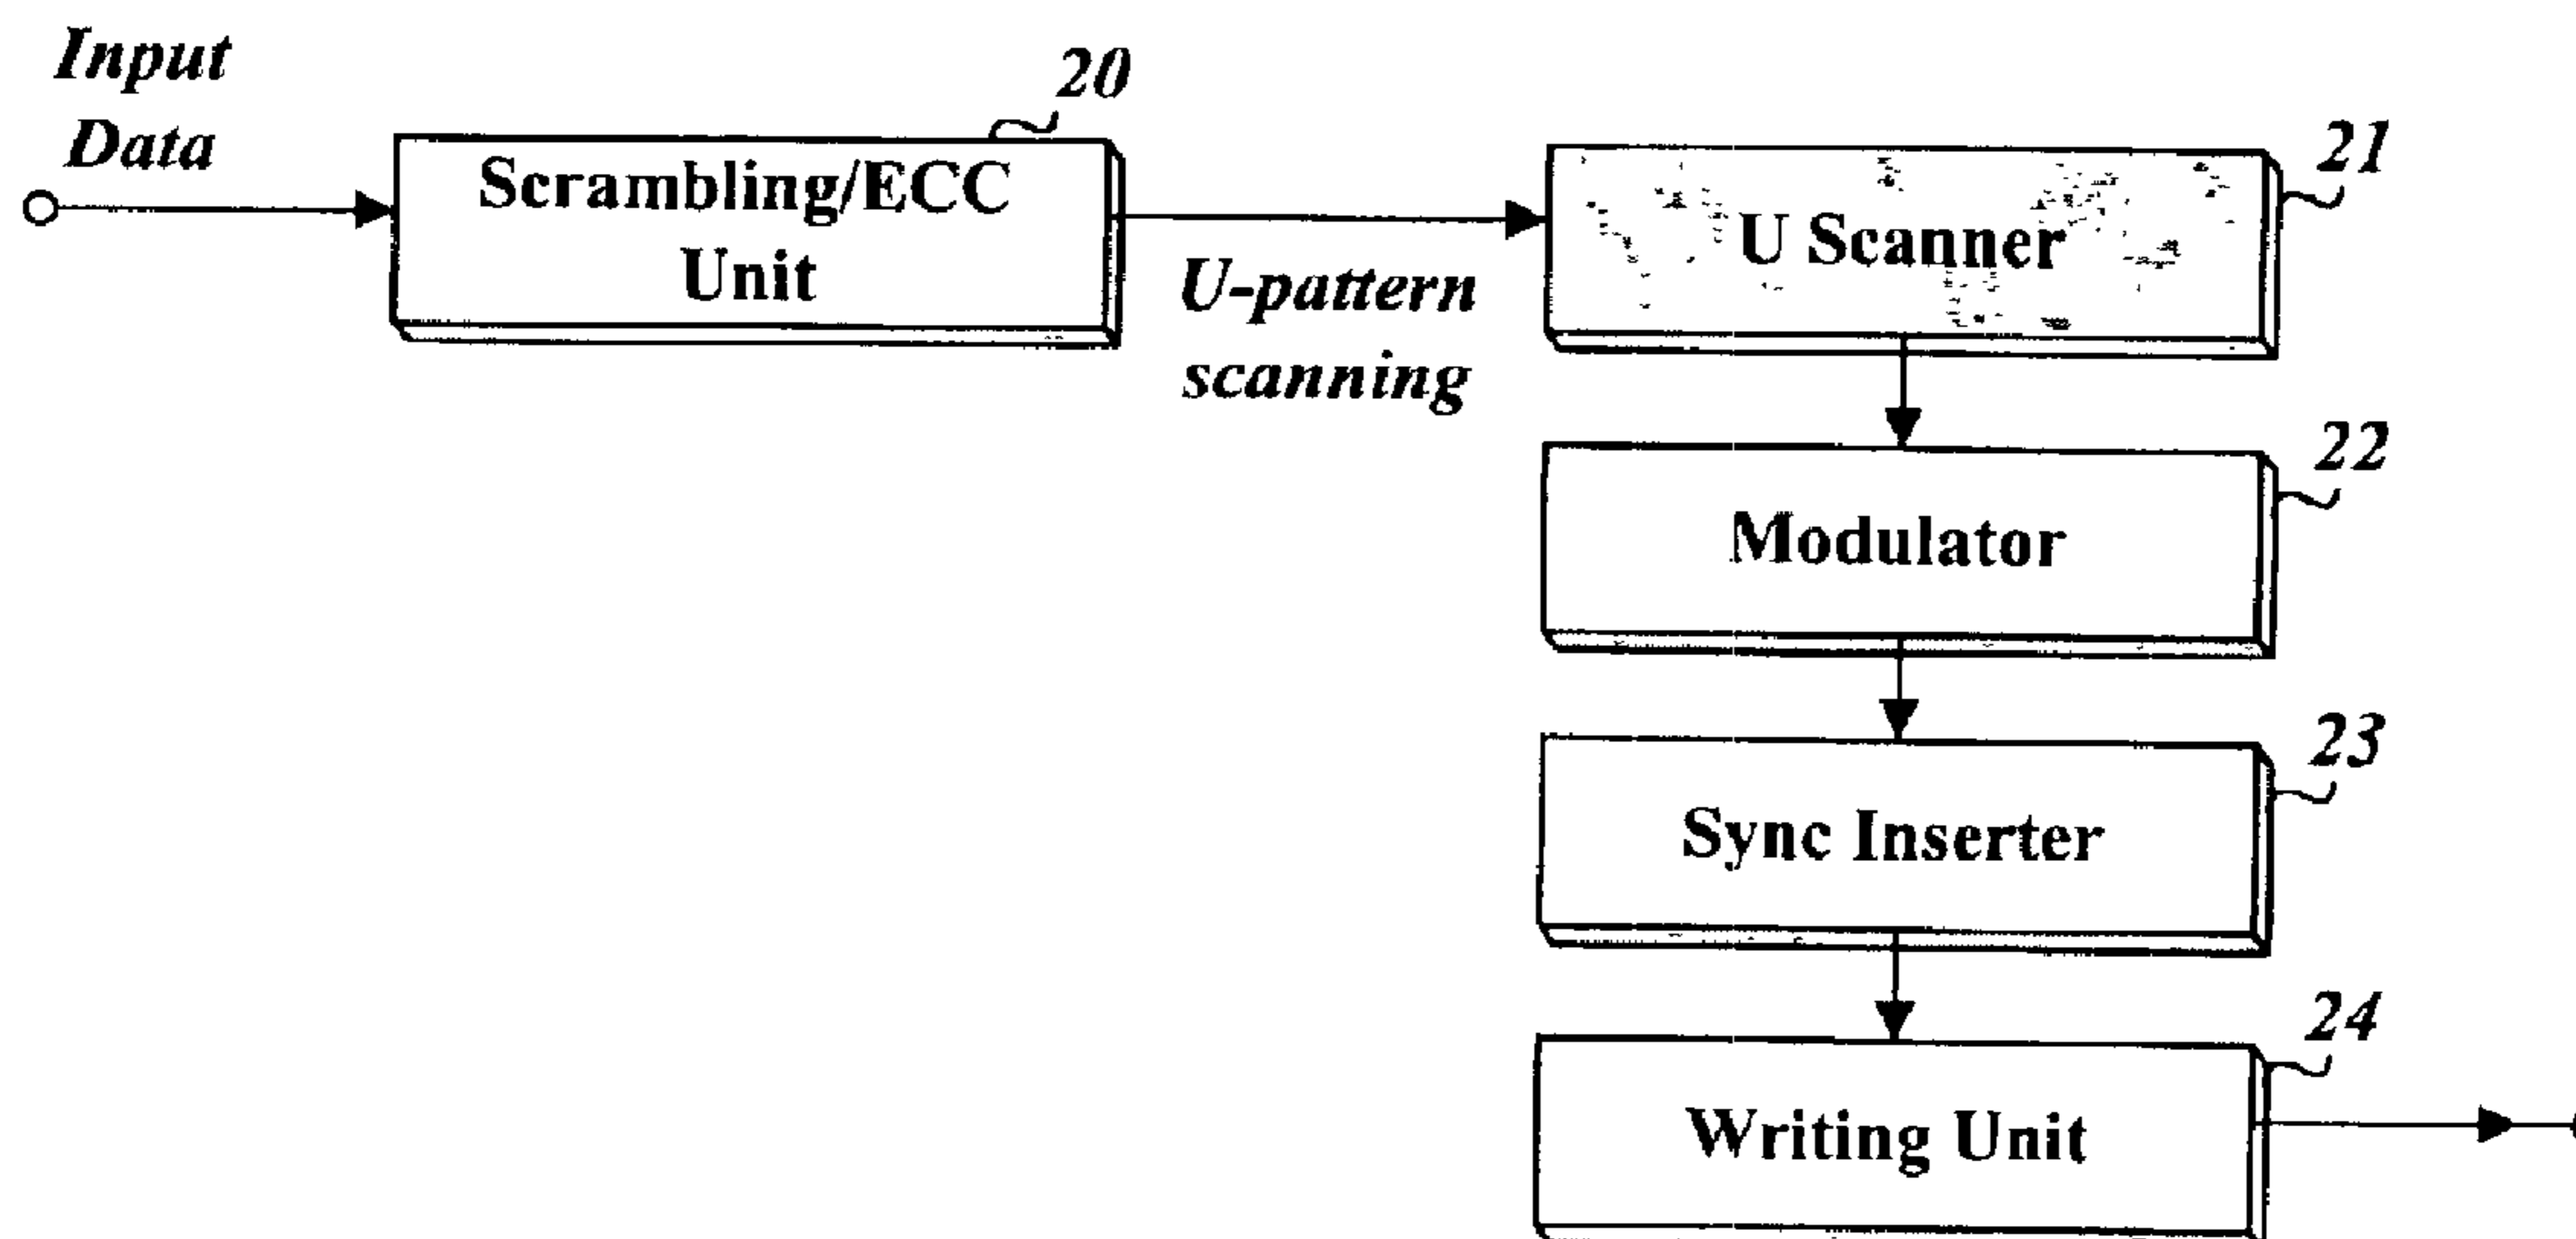 Input
Data
20
Scrambling/ECC
Unit
U-pattern
scanning
21
U Scanner
22
Modulator
23
Sync Inserter
24
Writing Unit